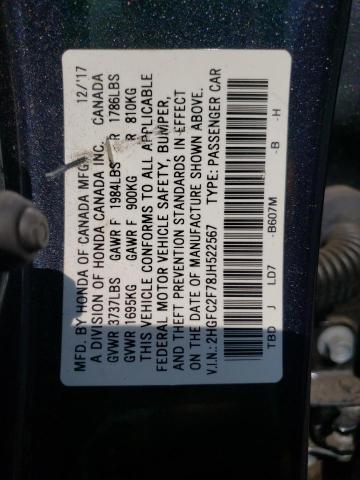 MFD. BY HONDA OF CANADA MFG. 12/'17
A DIVISION OF HONDA CANADA INC. CANADA
GVWR 3737LBS GAWR F 1984LBS R 1786LBS
GVWR 1695KG GAWR F 900KG R 810KG
THIS VEHICLE CONFORMS TO ALL APPLICABLE
FEDERAL MOTOR VEHICLE SAFETY, BUMPER,
AND THEFT PREVENTION STANDARDS IN EFFECT
ON THE DATE OF MANUFACTURE SHOWN ABOVE.
V.I.N.: 2HGFC2F78JH522567 TYPE: PASSENGER CAR
TBD J LD7 -B607M -B -H